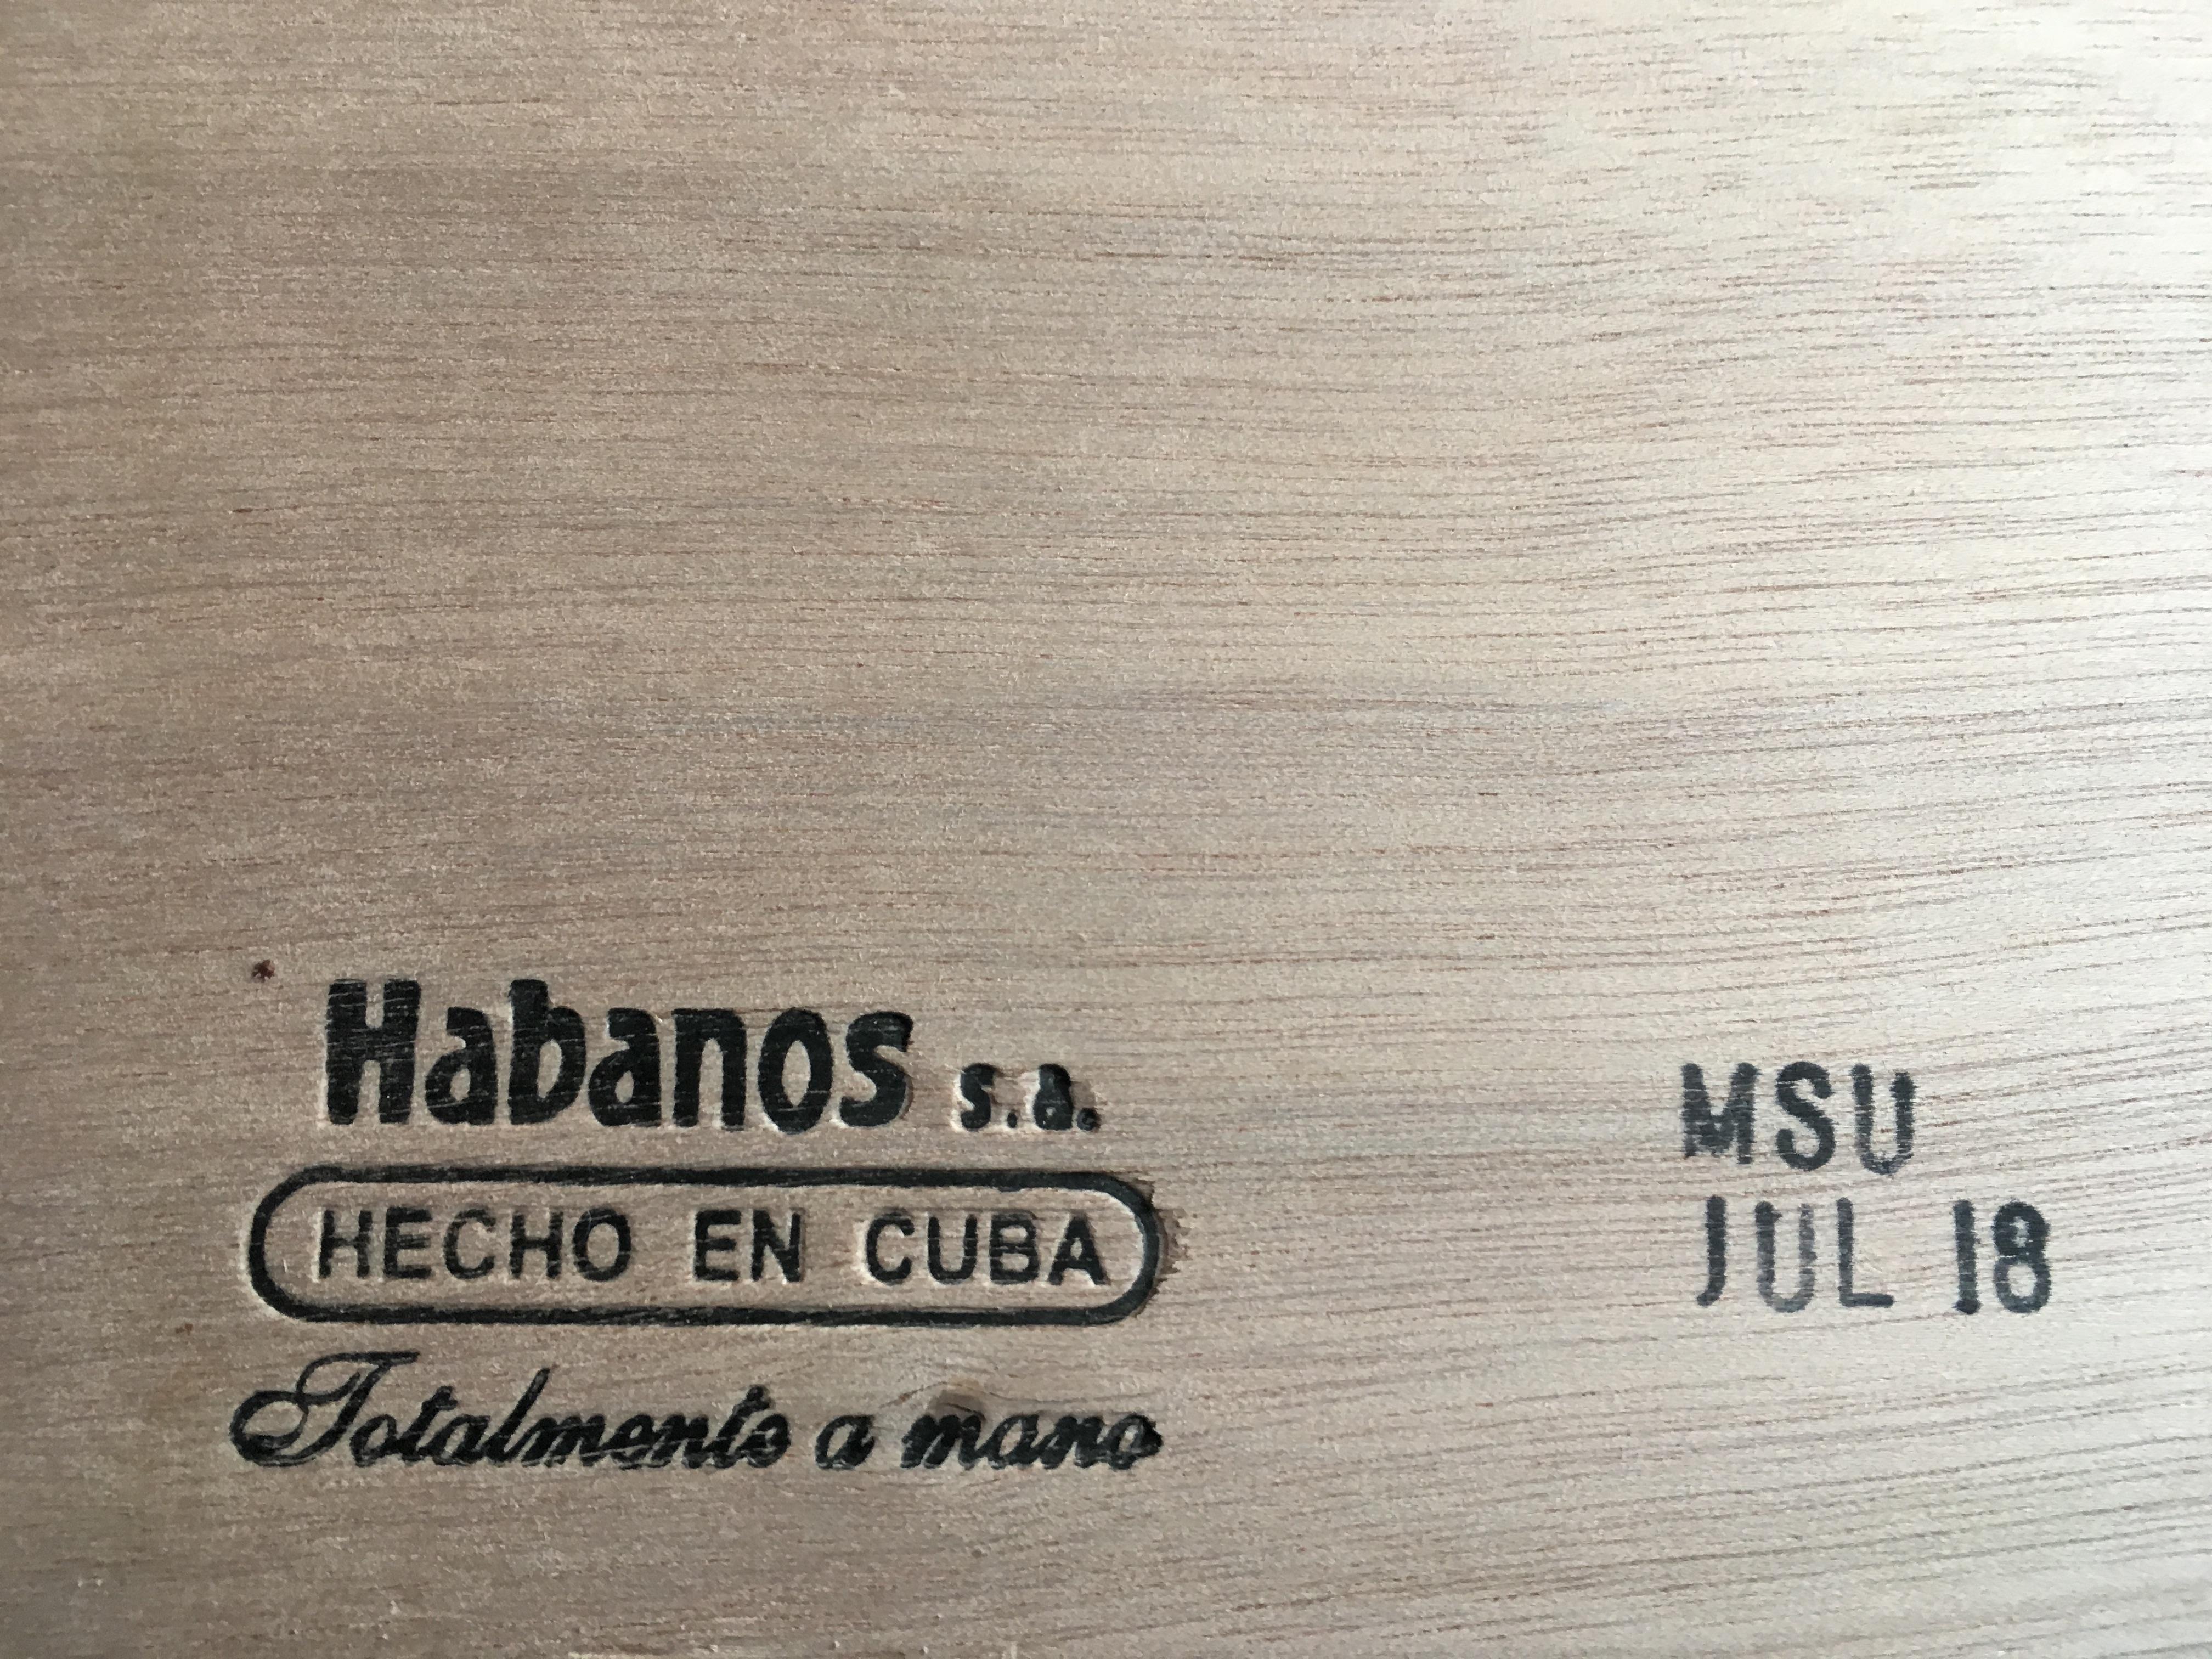 Habanos s.a.
HECHO EN CUBA
Totalmente a mano
MSU
JUL 18